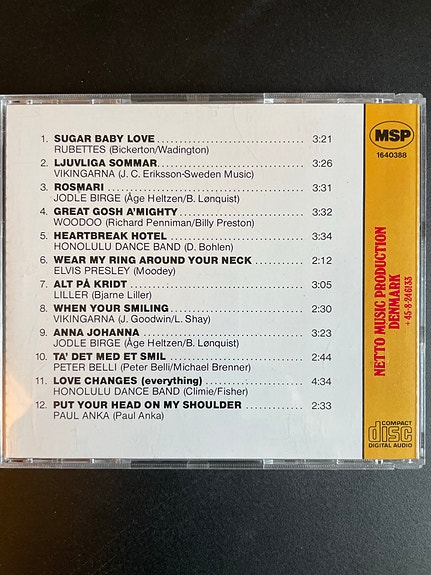 1. SUGAR BABY LOVE .......................... 3:21
RUBETTES (Bickerton/Wadington)
2. LJUVLIGA SOMMAR .......................... 3:26
VIKINGARNA (J. C. Eriksson-Sweden Music)
3. ROSMARI .......................... 3:31
JODLE BIRGE (Åge Heltzen/B. Lønquist)
4. GREAT GOSH A'MIGHTY .......................... 3:32
WOODOO (Richard Penniman/Billy Preston)
5. HEARTBREAK HOTEL .......................... 3:34
HONOLULU DANCE BAND (D. Bohlen)
6. WEAR MY RING AROUND YOUR NECK .......... 2:12
ELVIS PRESLEY (Moodey)
7. ALT PÅ KRIDT .......................... 3:05
LILLER (Bjarne Liller)
8. WHEN YOUR SMILING .......................... 2:30
VIKINGARNA (J. Goodwin/L. Shay)
9. ANNA JOHANNA .......................... 3:23
JODLE BIRGE (Åge Heltzen/B. Lønquist)
10. TA' DET MED ET SMIL .......................... 2:44
PETER BELLI (Peter Belli/Michael Brenner)
11. LOVE CHANGES (everything) .................. 4:34
HONOLULU DANCE BAND (Climie/Fisher)
12. PUT YOUR HEAD ON MY SHOULDER .......... 2:33
PAUL ANKA (Paul Anka)
MSP
1640388
NETTO MUSIC PRODUCTION
DENMARK
+45-8-246133
COMPACT
disc
DIGITAL AUDIO